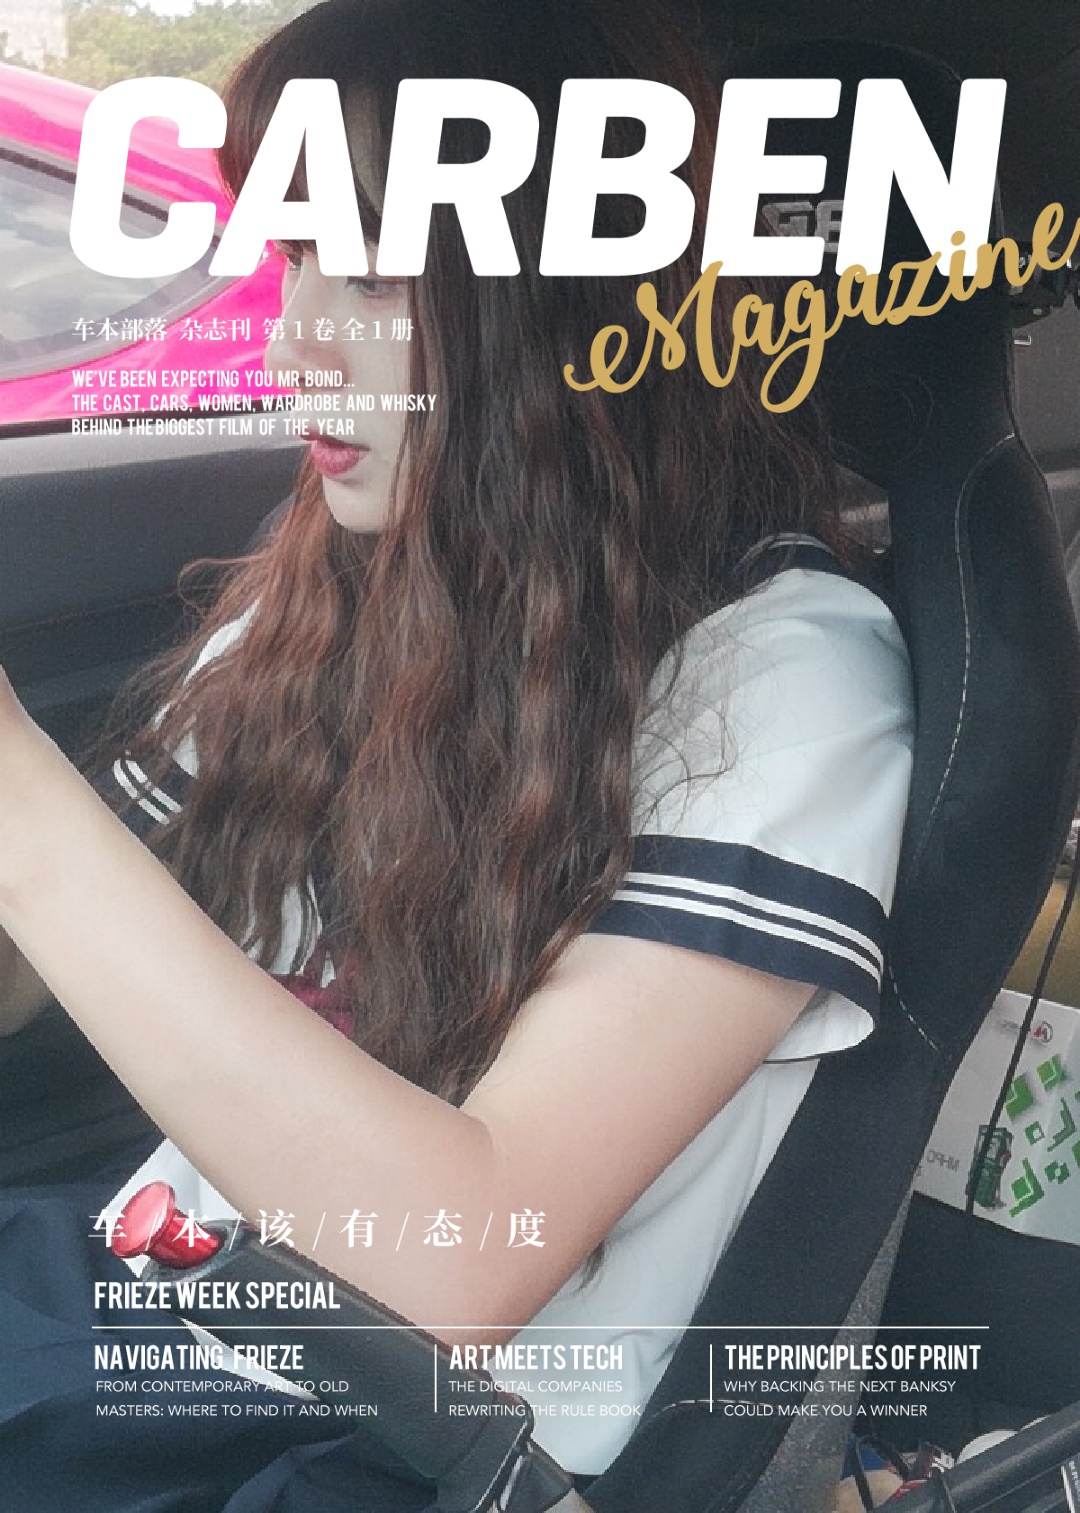 CARBEN
Magazine
车本部落 杂志刊 第1卷全1册
WE'VE BEEN EXPECTING YOU MR BOND...
THE CAST, CARS, WOMEN, WARDROBE AND WHISKY
BEHIND THE BIGGEST FILM OF THE YEAR
车/本/该/有/态/度
FRIEZE WEEK SPECIAL
NAVIGATING FRIEZE
FROM CONTEMPORARY ART TO OLD
MASTERS: WHERE TO FIND IT AND WHEN
ART MEETS TECH
THE DIGITAL COMPANIES
REWRITING THE RULE BOOK
THE PRINCIPLES OF PRINT
WHY BACKING THE NEXT BANKSY
COULD MAKE YOU A WINNER